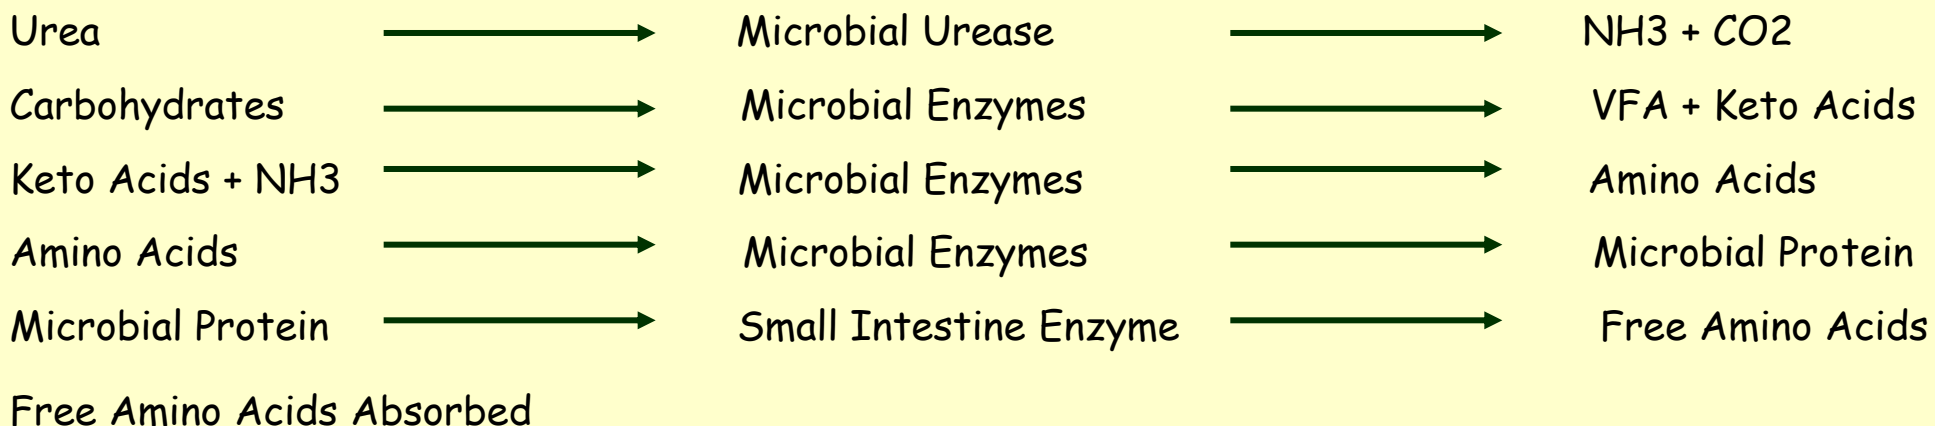 Urea Microbial Urease NH3 + CO2
Carbohydrates Microbial Enzymes VFA + Keto Acids
Keto Acids + NH3 Microbial Enzymes Amino Acids
Amino Acids Microbial Enzymes Microbial Protein
Microbial Protein Small Intestine Enzyme Free Amino Acids
Free Amino Acids Absorbed